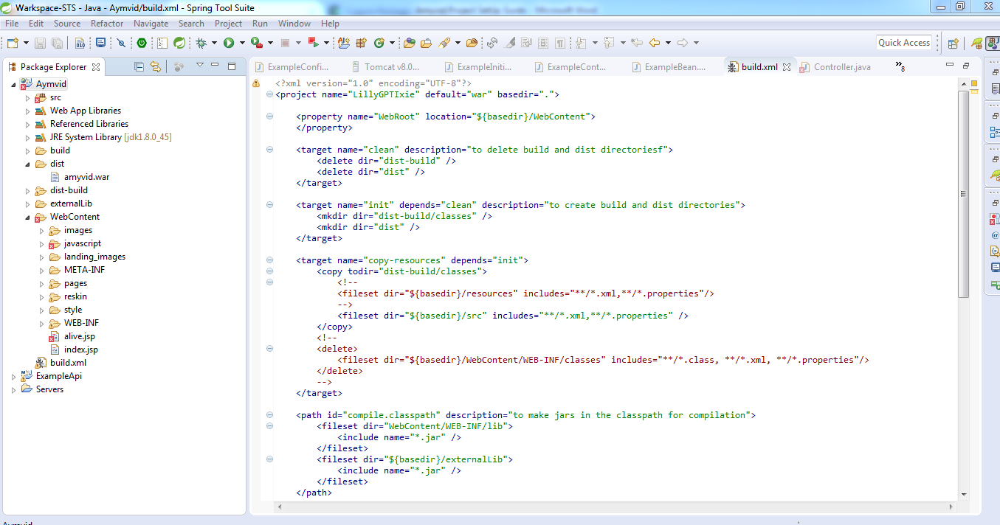 Warkspace-STS - Java - Aymvid/build.xml - Spring Tool Suite
File Edit Source Refactor Navigate Search Project Run Window Help
Quick Access
Package Explorer
ExampleConfi...
Tomcat v8.0...
ExampleIniti...
ExampleCont...
ExampleBean....
build.xml
Controller.java
»8
Aymvid
src
Web App Libraries
Referenced Libraries
JRE System Library [jdk1.8.0_45]
build
dist
amyvid.war
dist-build
externalLib
WebContent
images
javascript
landing_images
META-INF
pages
reskin
style
WEB-INF
alive.jsp
index.jsp
build.xml
ExampleApi
Servers
<?xml version="1.0" encoding="UTF-8"?>
<project name="LillyGPTIxie" default="war" basedir=".">
<property name="WebRoot" location="${basedir}/WebContent">
</property>
<target name="clean" description="to delete build and dist directoriesf">
<delete dir="dist-build" />
<delete dir="dist" />
</target>
<target name="init" depends="clean" description="to create build and dist directories">
<mkdir dir="dist-build/classes" />
<mkdir dir="dist" />
</target>
<target name="copy-resources" depends="init">
<copy todir="dist-build/classes">
<!--
<fileset dir="${basedir}/resources" includes="**/*.xml,**/*.properties"/>
-->
<fileset dir="${basedir}/src" includes="**/*.xml,**/*.properties" />
</copy>
<!--
<delete>
<fileset dir="${basedir}/WebContent/WEB-INF/classes" includes="**/*.class, **/*.xml, **/*.properties"/>
</delete>
-->
</target>
<path id="compile.classpath" description="to make jars in the classpath for compilation">
<fileset dir="WebContent/WEB-INF/lib">
<include name="*.jar" />
</fileset>
<fileset dir="${basedir}/externalLib">
<include name="*.jar" />
</fileset>
</path>